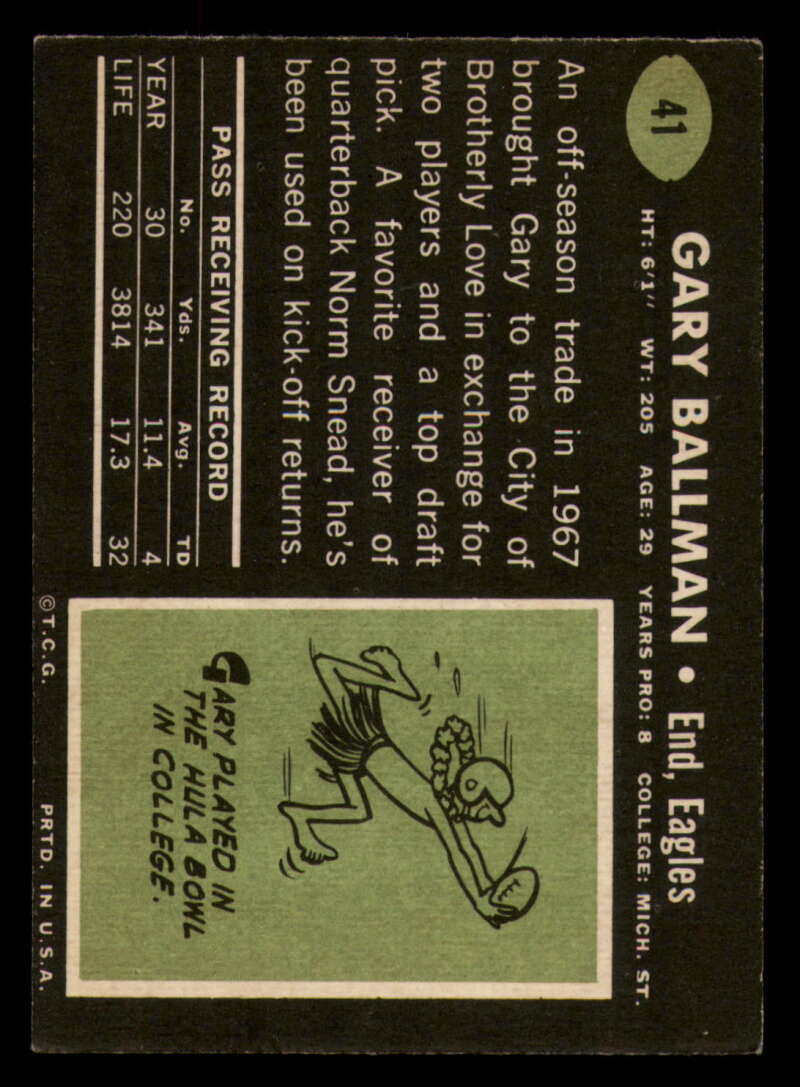 41
GARY BALLMAN • End, Eagles
HT: 6'1" WT: 205 AGE: 29 YEARS PRO: 8 COLLEGE: MICH. ST.
An off-season trade in 1967
brought Gary to the City of
Brotherly Love in exchange for
two players and a top draft
pick. A favorite receiver of
quarterback Norm Snead, he's
been used on kick-off returns.
PASS RECEIVING RECORD
No. Yds. Avg. TD
YEAR 30 341 11.4 4
LIFE 220 3814 17.3 32
GARY PLAYED IN
THE HULA BOWL
IN COLLEGE.
©T.C.G. PRTD. IN U.S.A.